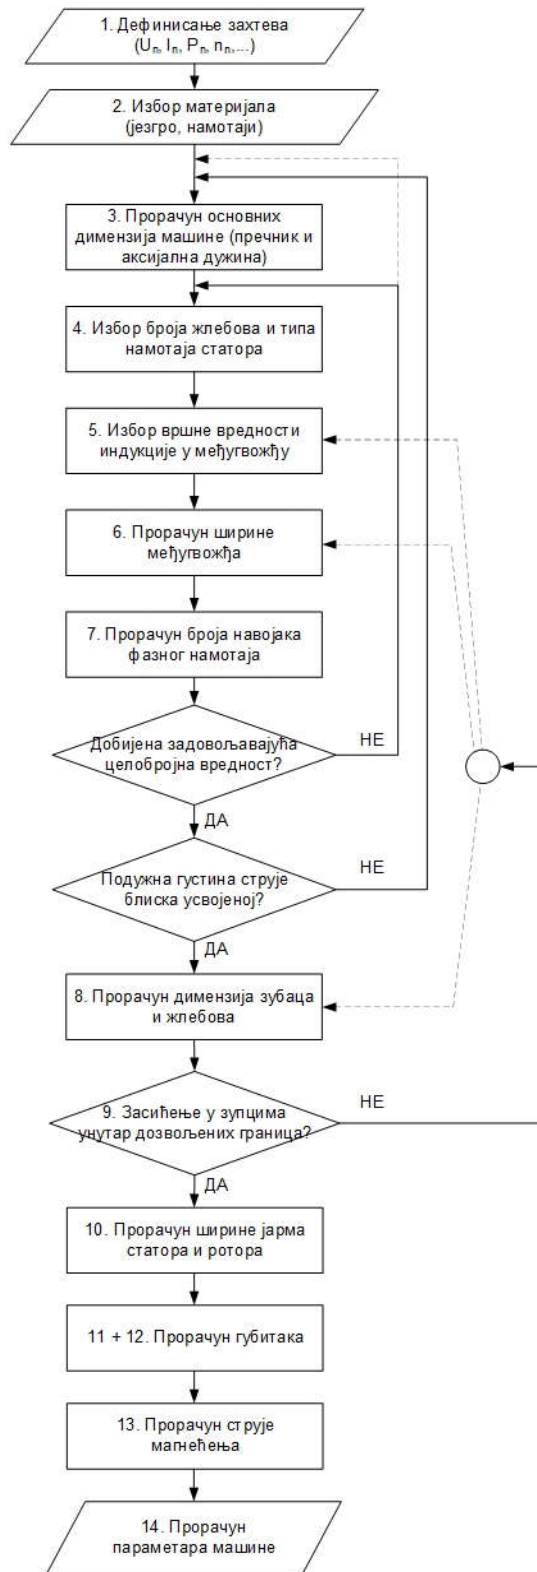 1. Дефинисање захтева
(Uₙ, Iₙ, Pₙ, nₙ,...)
2. Избор материјала
(језгро, намотаји)
3. Прорачун основних
димензија машине (пречник и
аксијална дужина)
4. Избор броја жлебова и типа
намотаја статора
5. Избор вршне вредности
индукције у међугвожђу
6. Прорачун ширине
међугвожђа
7. Прорачун броја навојака
фазног намотаја
Добијена задовољавајућа
целобројна вредност?
НЕ
ДА
Подужна густина струје
блиска усвојеној?
НЕ
ДА
8. Прорачун димензија зубаца
и жлебова
9. Засићење у зупцима
унутар дозвољених граница?
НЕ
ДА
10. Прорачун ширине јарма
статора и ротора
11 + 12. Прорачун губитака
13. Прорачун струје
магнећења
14. Прорачун
параметара машине